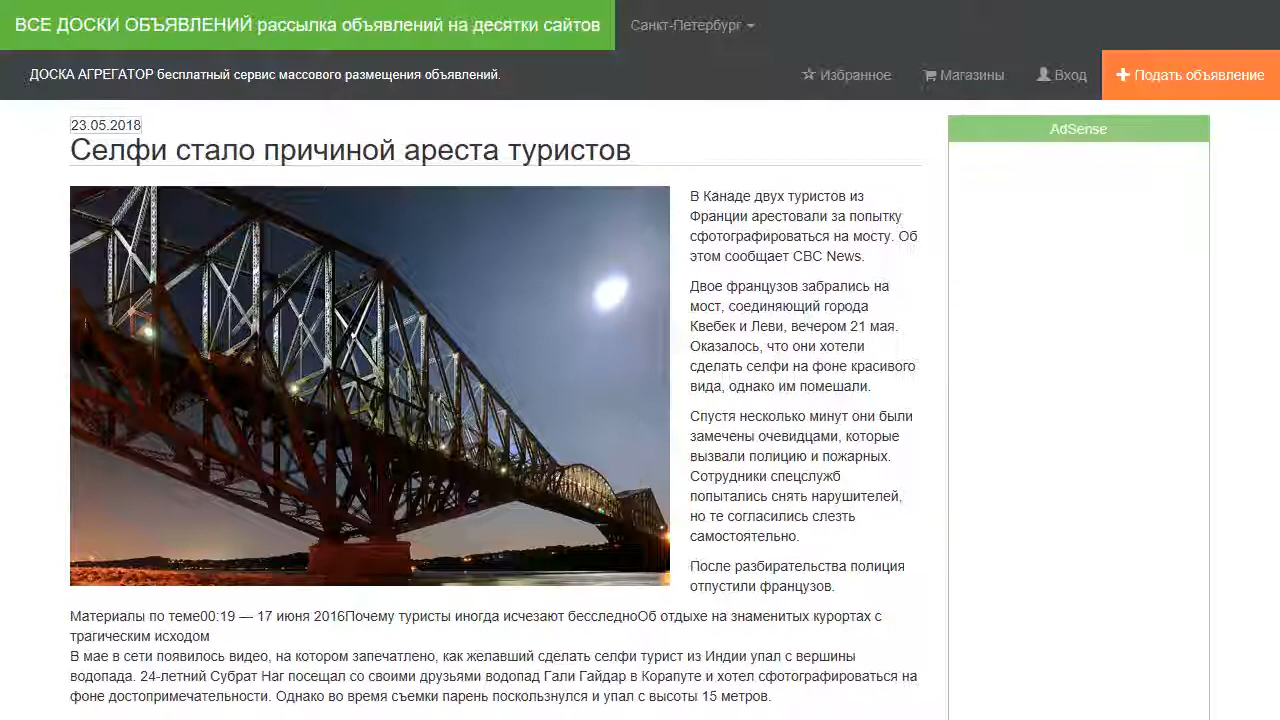 ВСЕ ДОСКИ ОБЪЯВЛЕНИЙ рассылка объявлений на десятки сайтов
Санкт-Петербург
ДОСКА АГРЕГАТОР бесплатный сервис массового размещения объявлений.
Избранное
Магазины
Вход
Подать объявление
23.05.2018
Селфи стало причиной ареста туристов
AdSense
В Канаде двух туристов из
Франции арестовали за попытку
сфотографироваться на мосту. Об
этом сообщает CBC News.
Двое французов забрались на
мост, соединяющий города
Квебек и Леви, вечером 21 мая.
Оказалось, что они хотели
сделать селфи на фоне красивого
вида, однако им помешали.
Спустя несколько минут они были
замечены очевидцами, которые
вызвали полицию и пожарных.
Сотрудники спецслужб
попытались снять нарушителей,
но те согласились слезть
самостоятельно.
После разбирательства полиция
отпустили французов.
Материалы по теме00:19 — 17 июня 2016Почему туристы иногда исчезают бесследноОб отдыхе на знаменитых курортах с
трагическим исходом
В мае в сети появилось видео, на котором запечатлено, как желавший сделать селфи турист из Индии упал с вершины
водопада. 24-летний Субрат Наг посещал со своими друзьями водопад Гали Гайдар в Корапуте и хотел сфотографироваться на
фоне достопримечательности. Однако во время съемки парень поскользнулся и упал с высоты 15 метров.